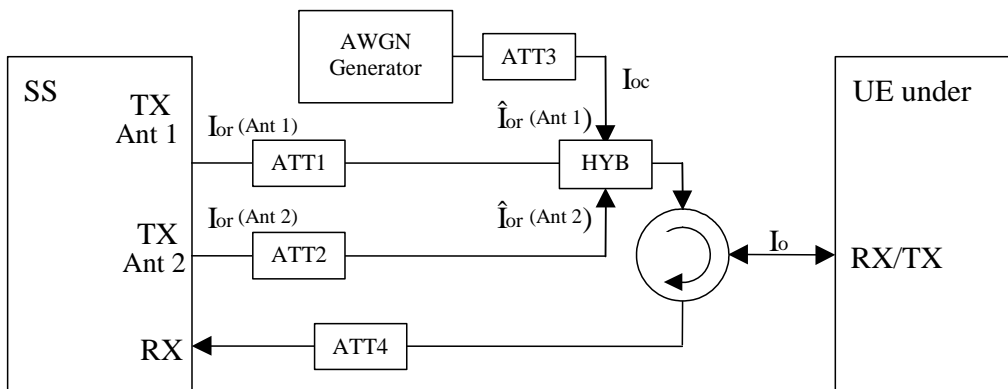 AWGN
Generator
ATT3
Ioc
SS
UE under
TX
Ant 1
Ior (Ant 1)
Îor (Ant 1)
ATT1
HYB
TX
Ant 2
Ior (Ant 2)
Îor (Ant 2)
ATT2
Io
RX/TX
RX
ATT4